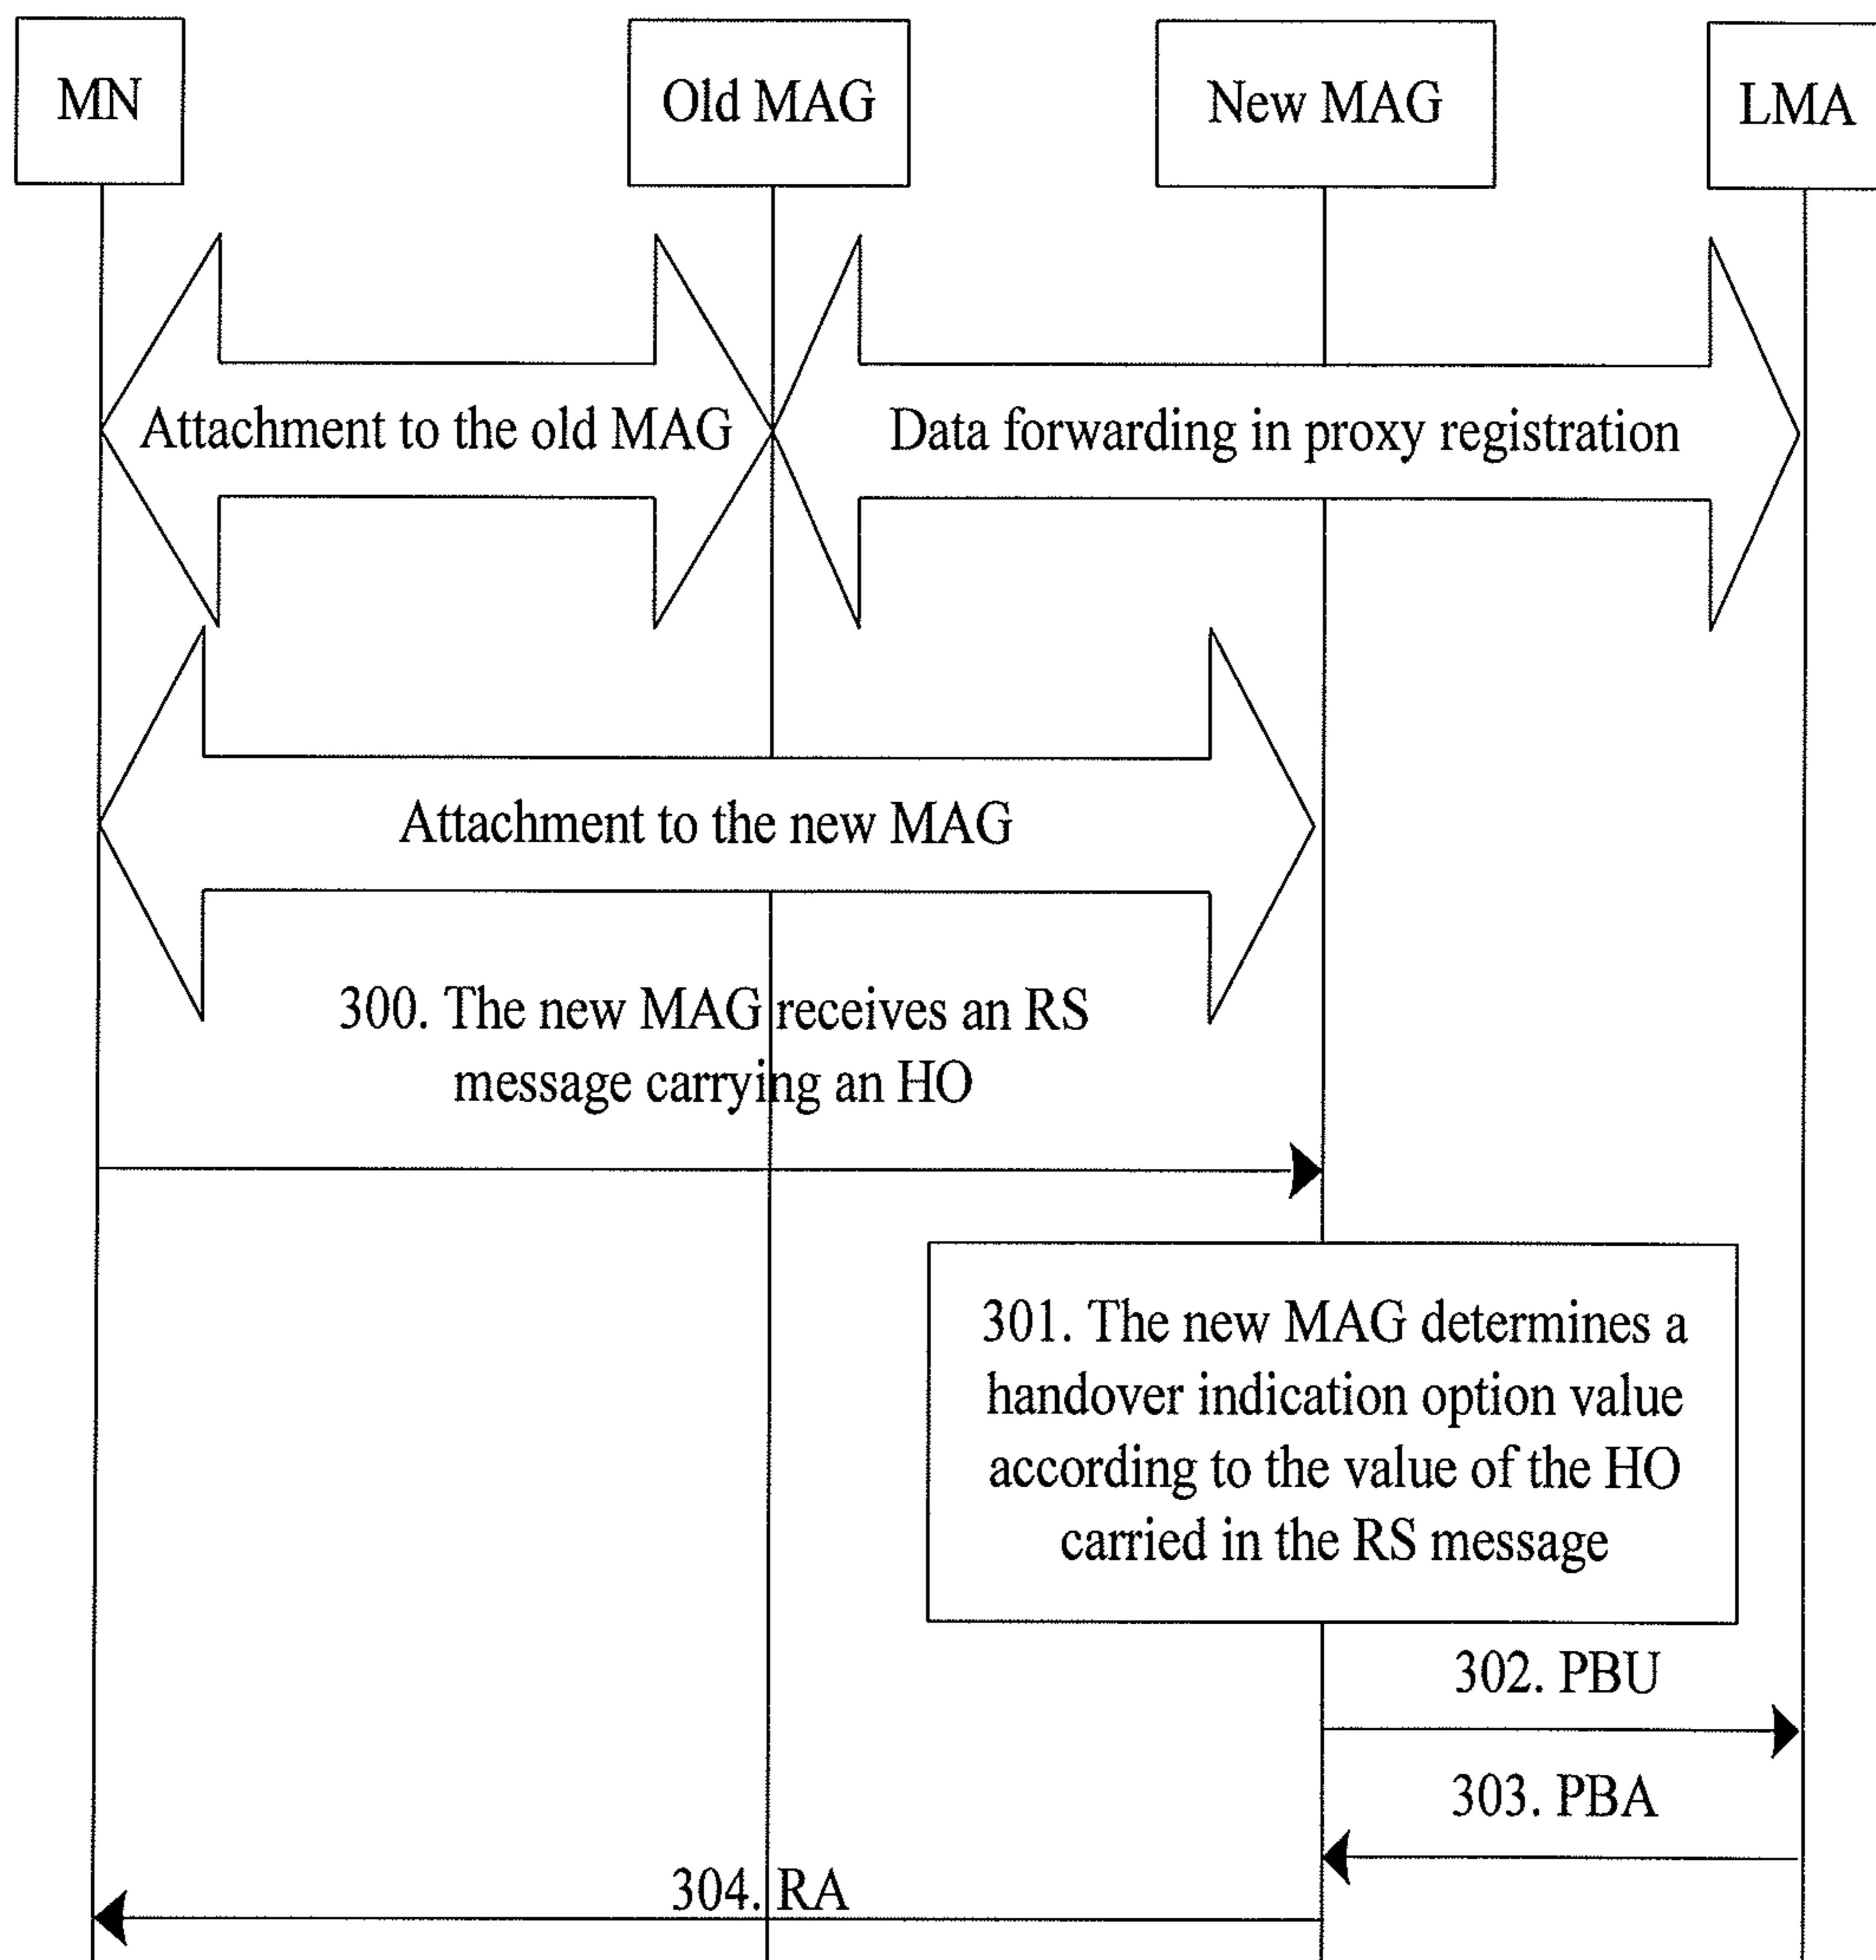 MN
Old MAG
New MAG
LMA
Attachment to the old MAG
Data forwarding in proxy registration
Attachment to the new MAG
300. The new MAG receives an RS
message carrying an HO
301. The new MAG determines a
handover indication option value
according to the value of the HO
carried in the RS message
302. PBU
303. PBA
304. RA